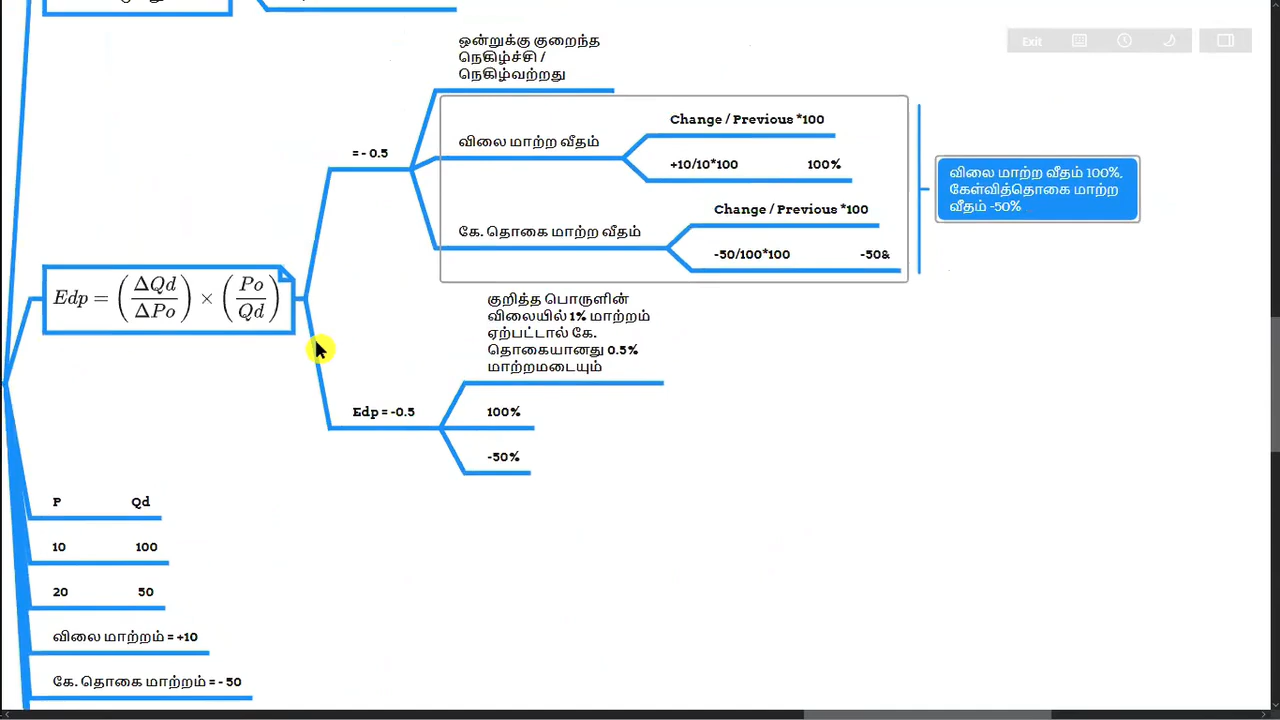 Exit
ஒன்றுக்கு குறைந்த
நெகிழ்ச்சி /
நெகிழ்வற்றது
= - 0.5
விலை மாற்ற வீதம்
Change / Previous *100
+10/10*100 100%
கே. தொகை மாற்ற வீதம்
Change / Previous *100
-50/100*100 -50&
விலை மாற்ற வீதம் 100%,
கேள்வித்தொகை மாற்ற
வீதம் -50%
Edp = (ΔQd/ΔPo) × (Po/Qd)
குறித்த பொருளின்
விலையில் 1% மாற்றம்
ஏற்பட்டால் கே.
தொகையானது 0.5%
மாற்றமடையும்
Edp = -0.5
100%
-50%
P Qd
10 100
20 50
விலை மாற்றம் = +10
கே. தொகை மாற்றம் = - 50